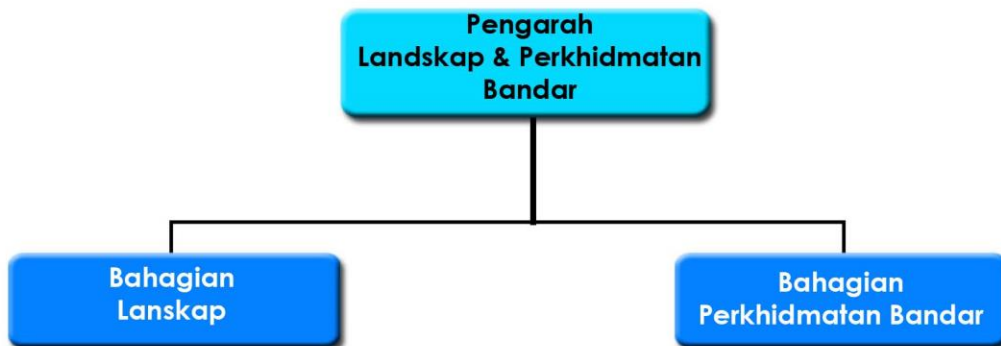 Pengarah
Landskap & Perkhidmatan
Bandar
Bahagian
Lanskap
Bahagian
Perkhidmatan Bandar